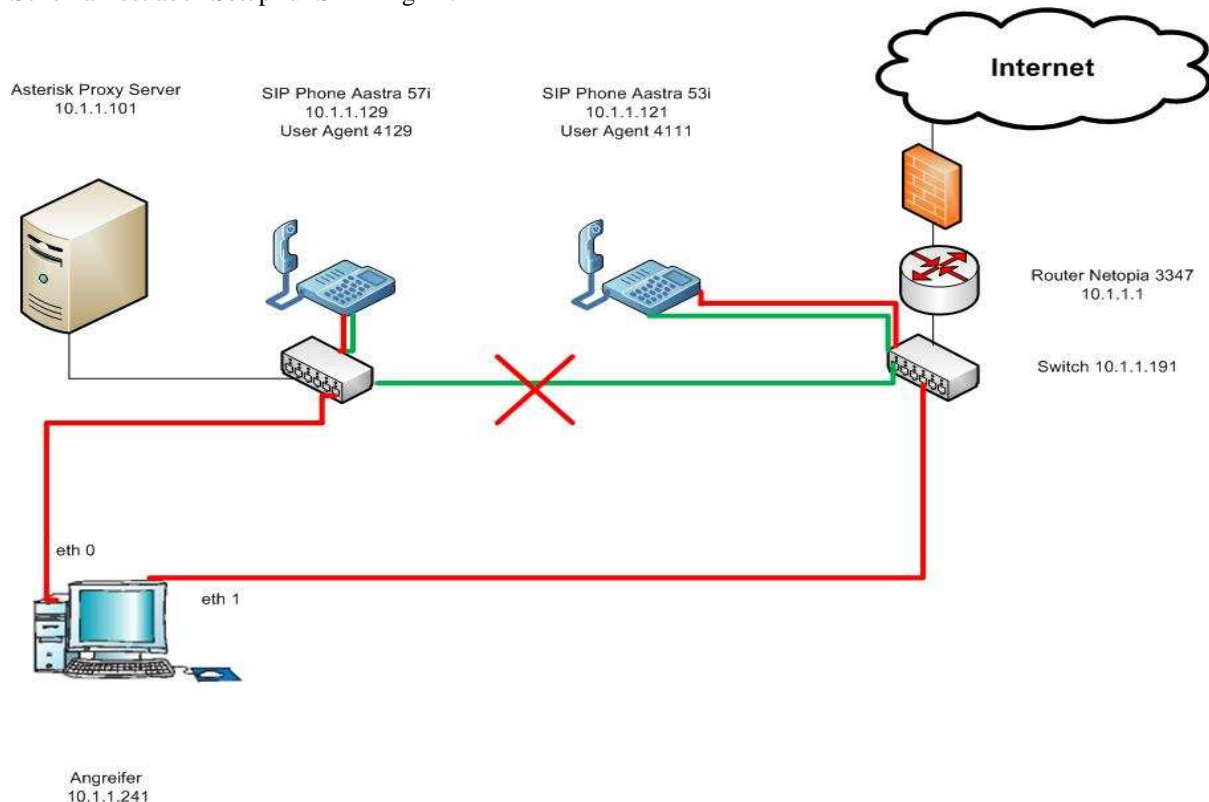 Internet
Asterisk Proxy Server
10.1.1.101
SIP Phone Aastra 57i
10.1.1.129
User Agent 4129
SIP Phone Aastra 53i
10.1.1.121
User Agent 4111
Router Netopia 3347
10.1.1.1
Switch 10.1.1.191
eth 0
eth 1
Angreifer
10.1.1.241